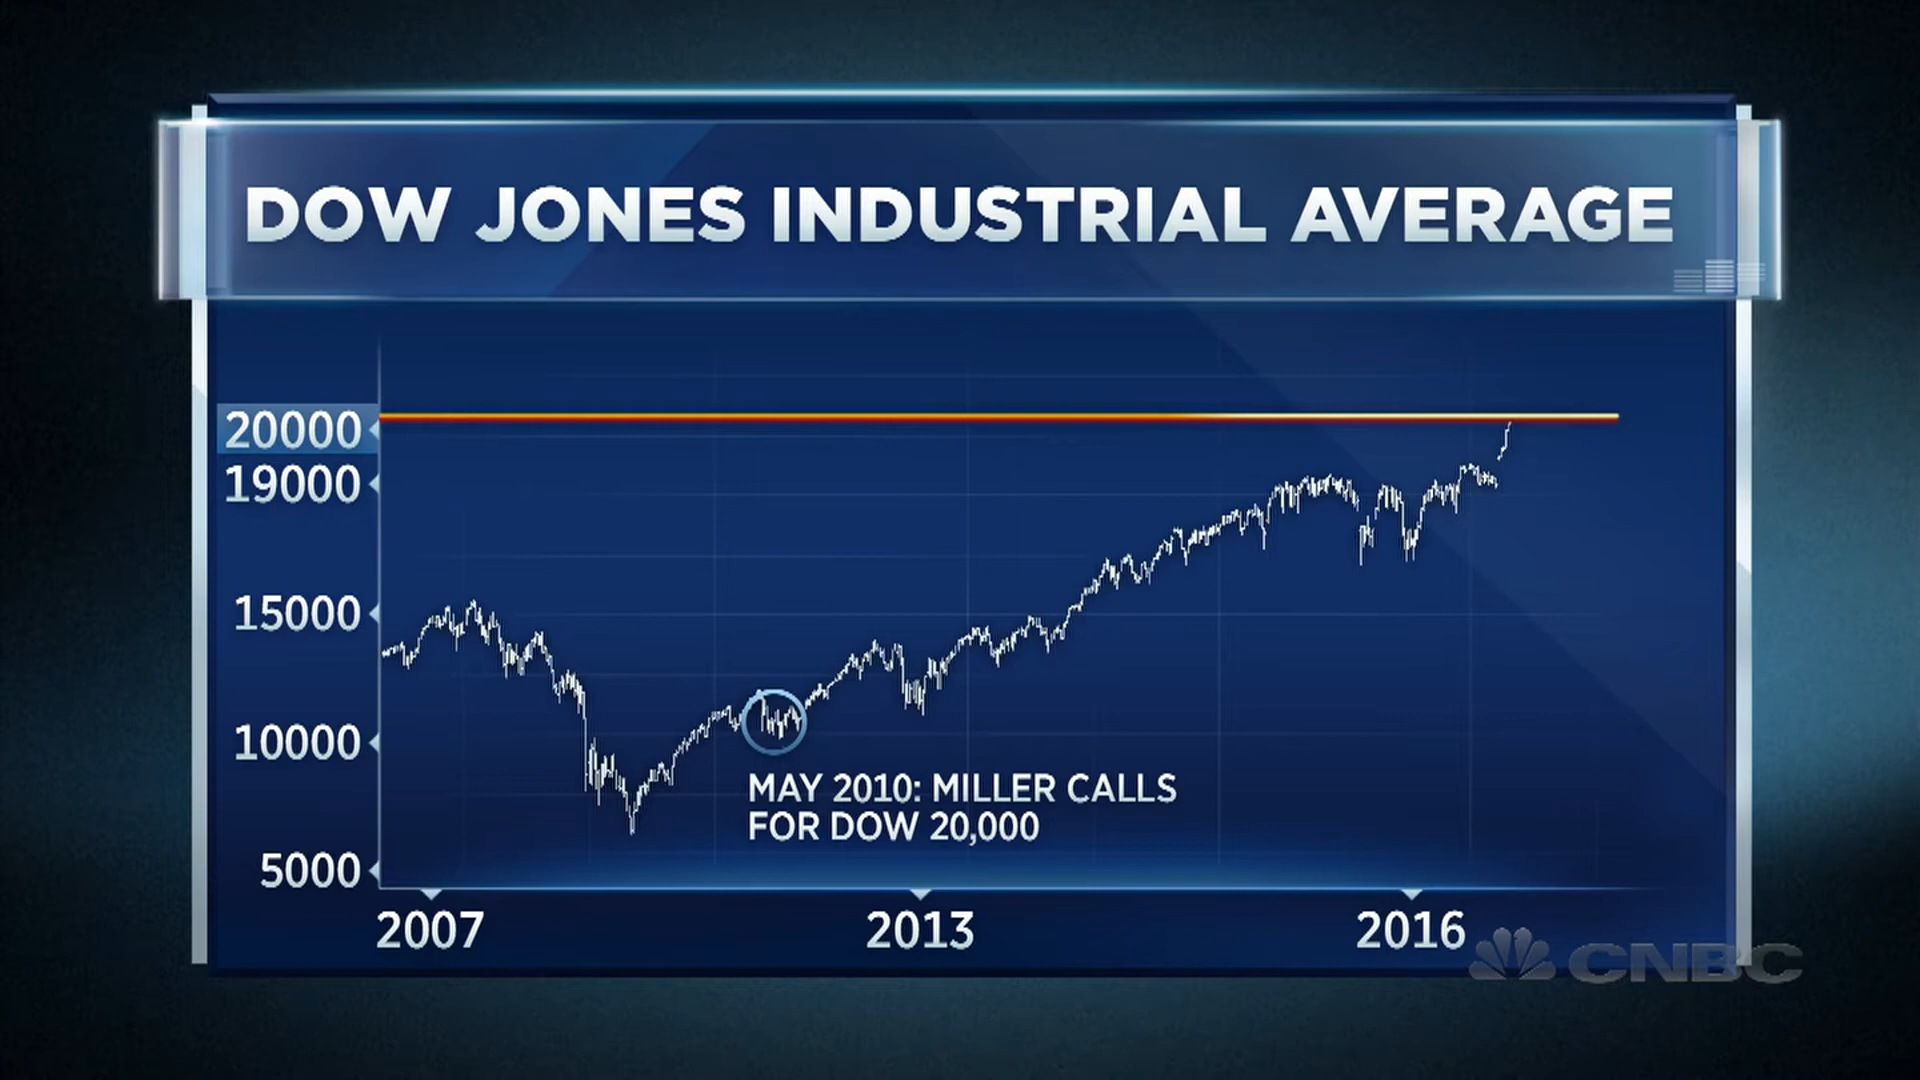 DOW JONES INDUSTRIAL AVERAGE
20000
19000
15000
10000
5000
MAY 2010: MILLER CALLS
FOR DOW 20,000
2007
2013
2016
CNBC